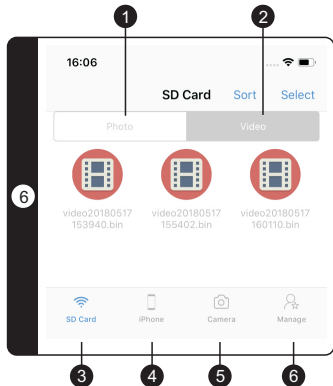 1 2
16:06
SD Card Sort Select
Photo Video
6
video20180517 video20180517 video20180517
153940.bin 155402.bin 160110.bin
SD Card iPhone Camera Manage
3 4 5 6